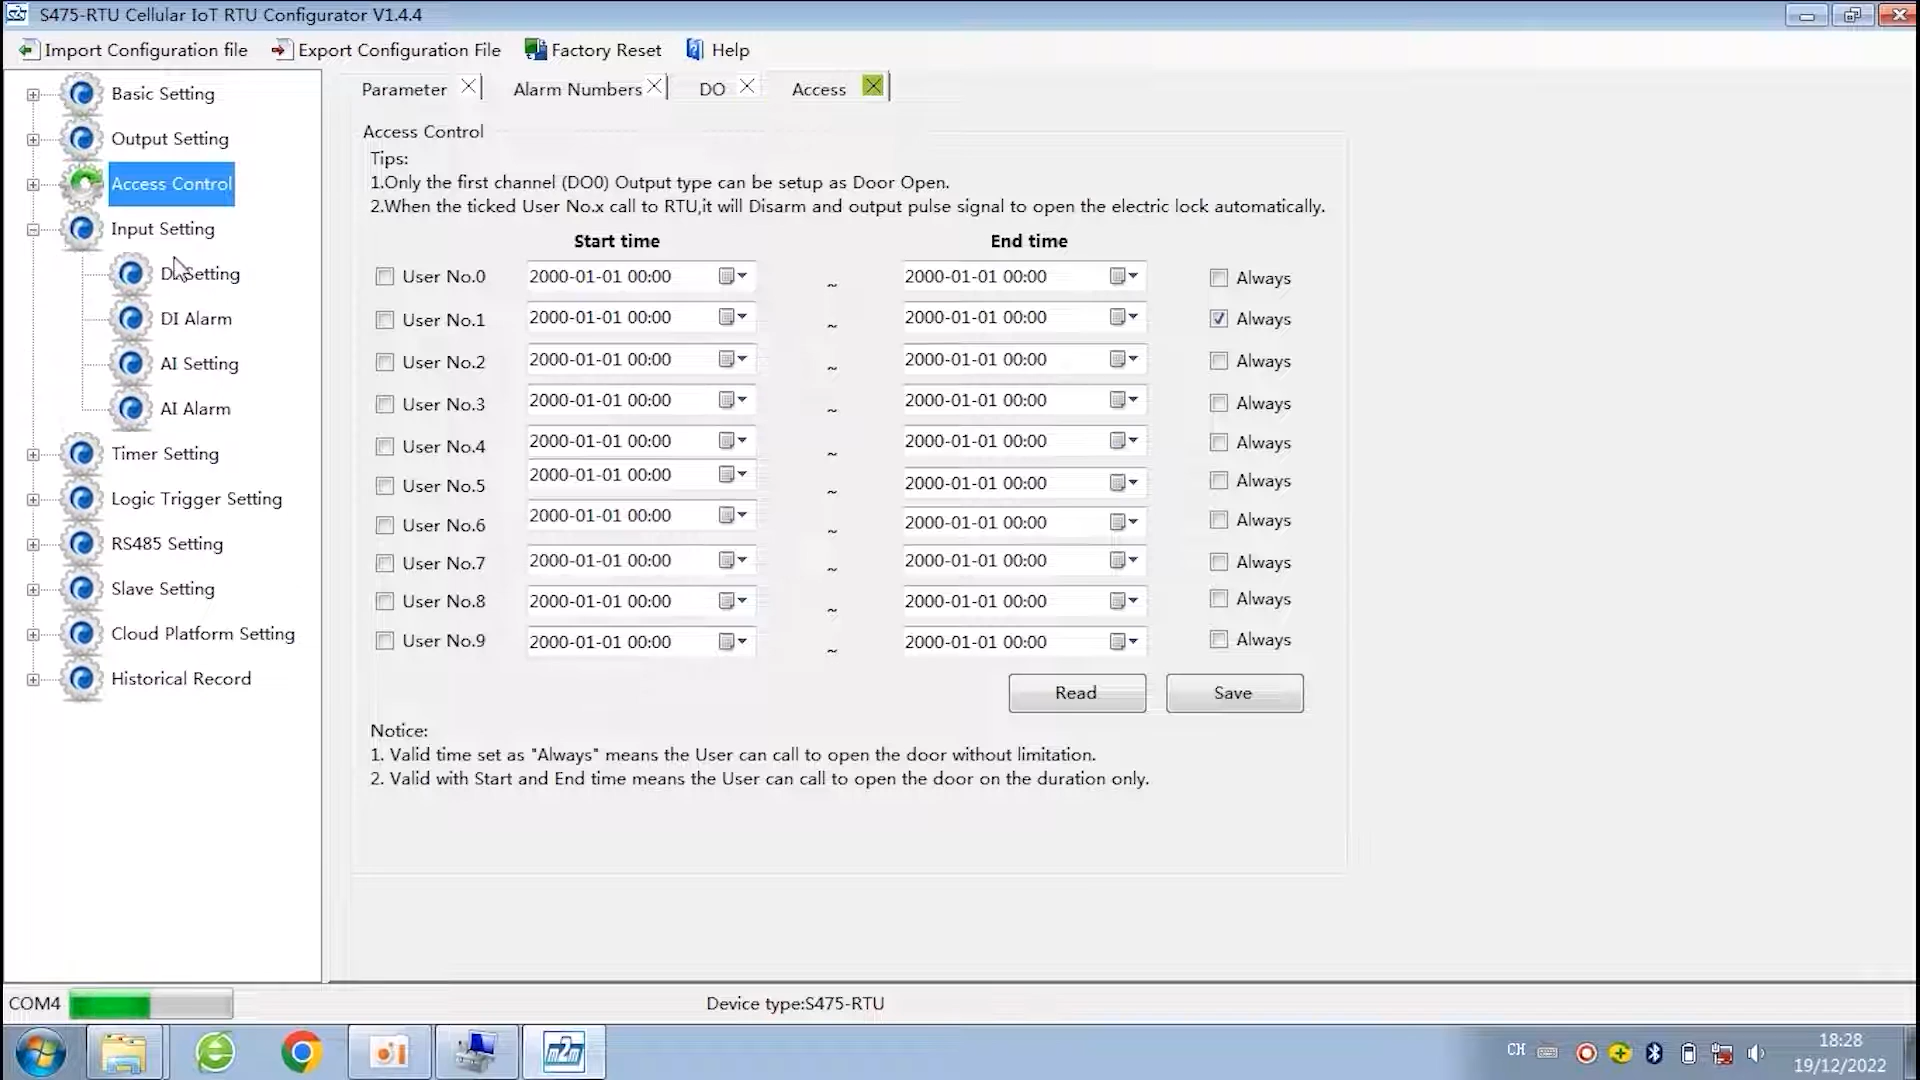 S475-RTU Cellular IoT RTU Configurator V1.4.4
Import Configuration file Export Configuration File Factory Reset Help
Basic Setting
Output Setting
Access Control
Input Setting
Setting
DI Alarm
AI Setting
AI Alarm
Timer Setting
Logic Trigger Setting
RS485 Setting
Slave Setting
Cloud Platform Setting
Historical Record
Parameter Alarm Numbers DO Access
Access Control
Tips:
1.Only the first channel (DO0) Output type can be setup as Door Open.
2.When the ticked User No.x call to RTU,it will Disarm and output pulse signal to open the electric lock automatically.
Start time End time
User No.0 2000-01-01 00:00 ~ 2000-01-01 00:00 Always
User No.1 2000-01-01 00:00 ~ 2000-01-01 00:00 Always
User No.2 2000-01-01 00:00 ~ 2000-01-01 00:00 Always
User No.3 2000-01-01 00:00 ~ 2000-01-01 00:00 Always
User No.4 2000-01-01 00:00 ~ 2000-01-01 00:00 Always
User No.5 2000-01-01 00:00 ~ 2000-01-01 00:00 Always
User No.6 2000-01-01 00:00 ~ 2000-01-01 00:00 Always
User No.7 2000-01-01 00:00 ~ 2000-01-01 00:00 Always
User No.8 2000-01-01 00:00 ~ 2000-01-01 00:00 Always
User No.9 2000-01-01 00:00 ~ 2000-01-01 00:00 Always
Read Save
Notice:
1. Valid time set as "Always" means the User can call to open the door without limitation.
2. Valid with Start and End time means the User can call to open the door on the duration only.
COM4 Device type:S475-RTU
m2m CH 18:28
19/12/2022